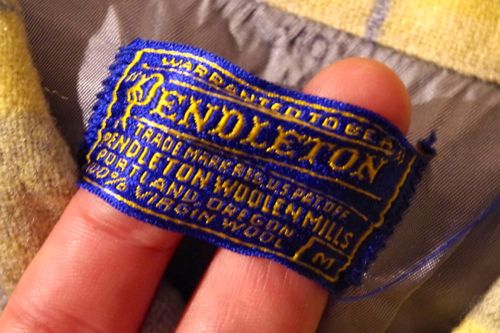 WARRANTED TO BE A
"PENDLETON"
TRADE MARK REG. U.S. PAT. OFF.
PENDLETON WOOLEN MILLS
PORTLAND, OREGON
100% VIRGIN WOOL
M